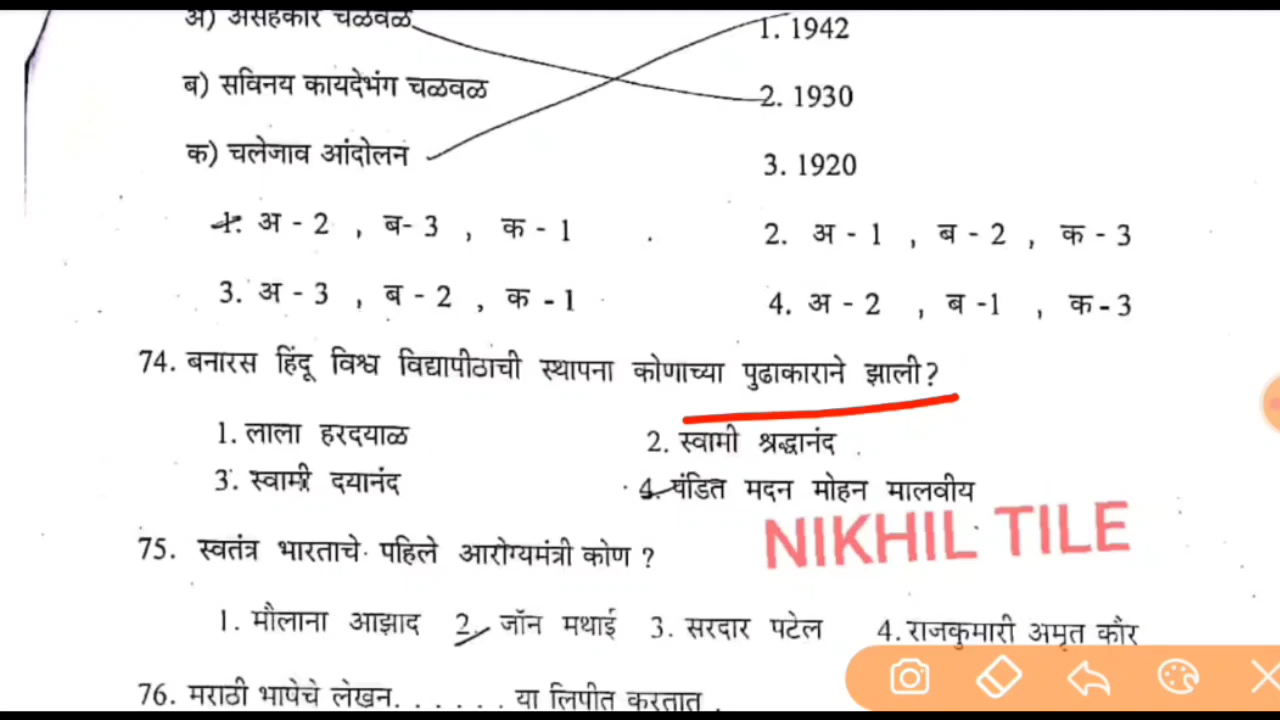 अ) असहकार चळवळ 1. 1942
ब) सविनय कायदेभंग चळवळ 2. 1930
क) चलेजाव आंदोलन 3. 1920
1. अ - 2 , ब- 3 , क - 1 2. अ - 1 , ब - 2 , क - 3
3. अ - 3 , ब - 2 , क -1 4. अ - 2 , ब -1 , क- 3
74. बनारस हिंदू विश्व विद्यापीठाची स्थापना कोणाच्या पुढाकाराने झाली?
1. लाला हरदयाळ 2. स्वामी श्रद्धानंद
3. स्वामी दयानंद 4. पंडित मदन मोहन मालवीय
NIKHIL TILE
75. स्वतंत्र भारताचे पहिले आरोग्यमंत्री कोण ?
1. मौलाना आझाद 2. जॉन मथाई 3. सरदार पटेल 4. राजकुमारी अमृत कौर
76. मराठी भाषेचे लेखन. . . . . . या लिपीत करतात .